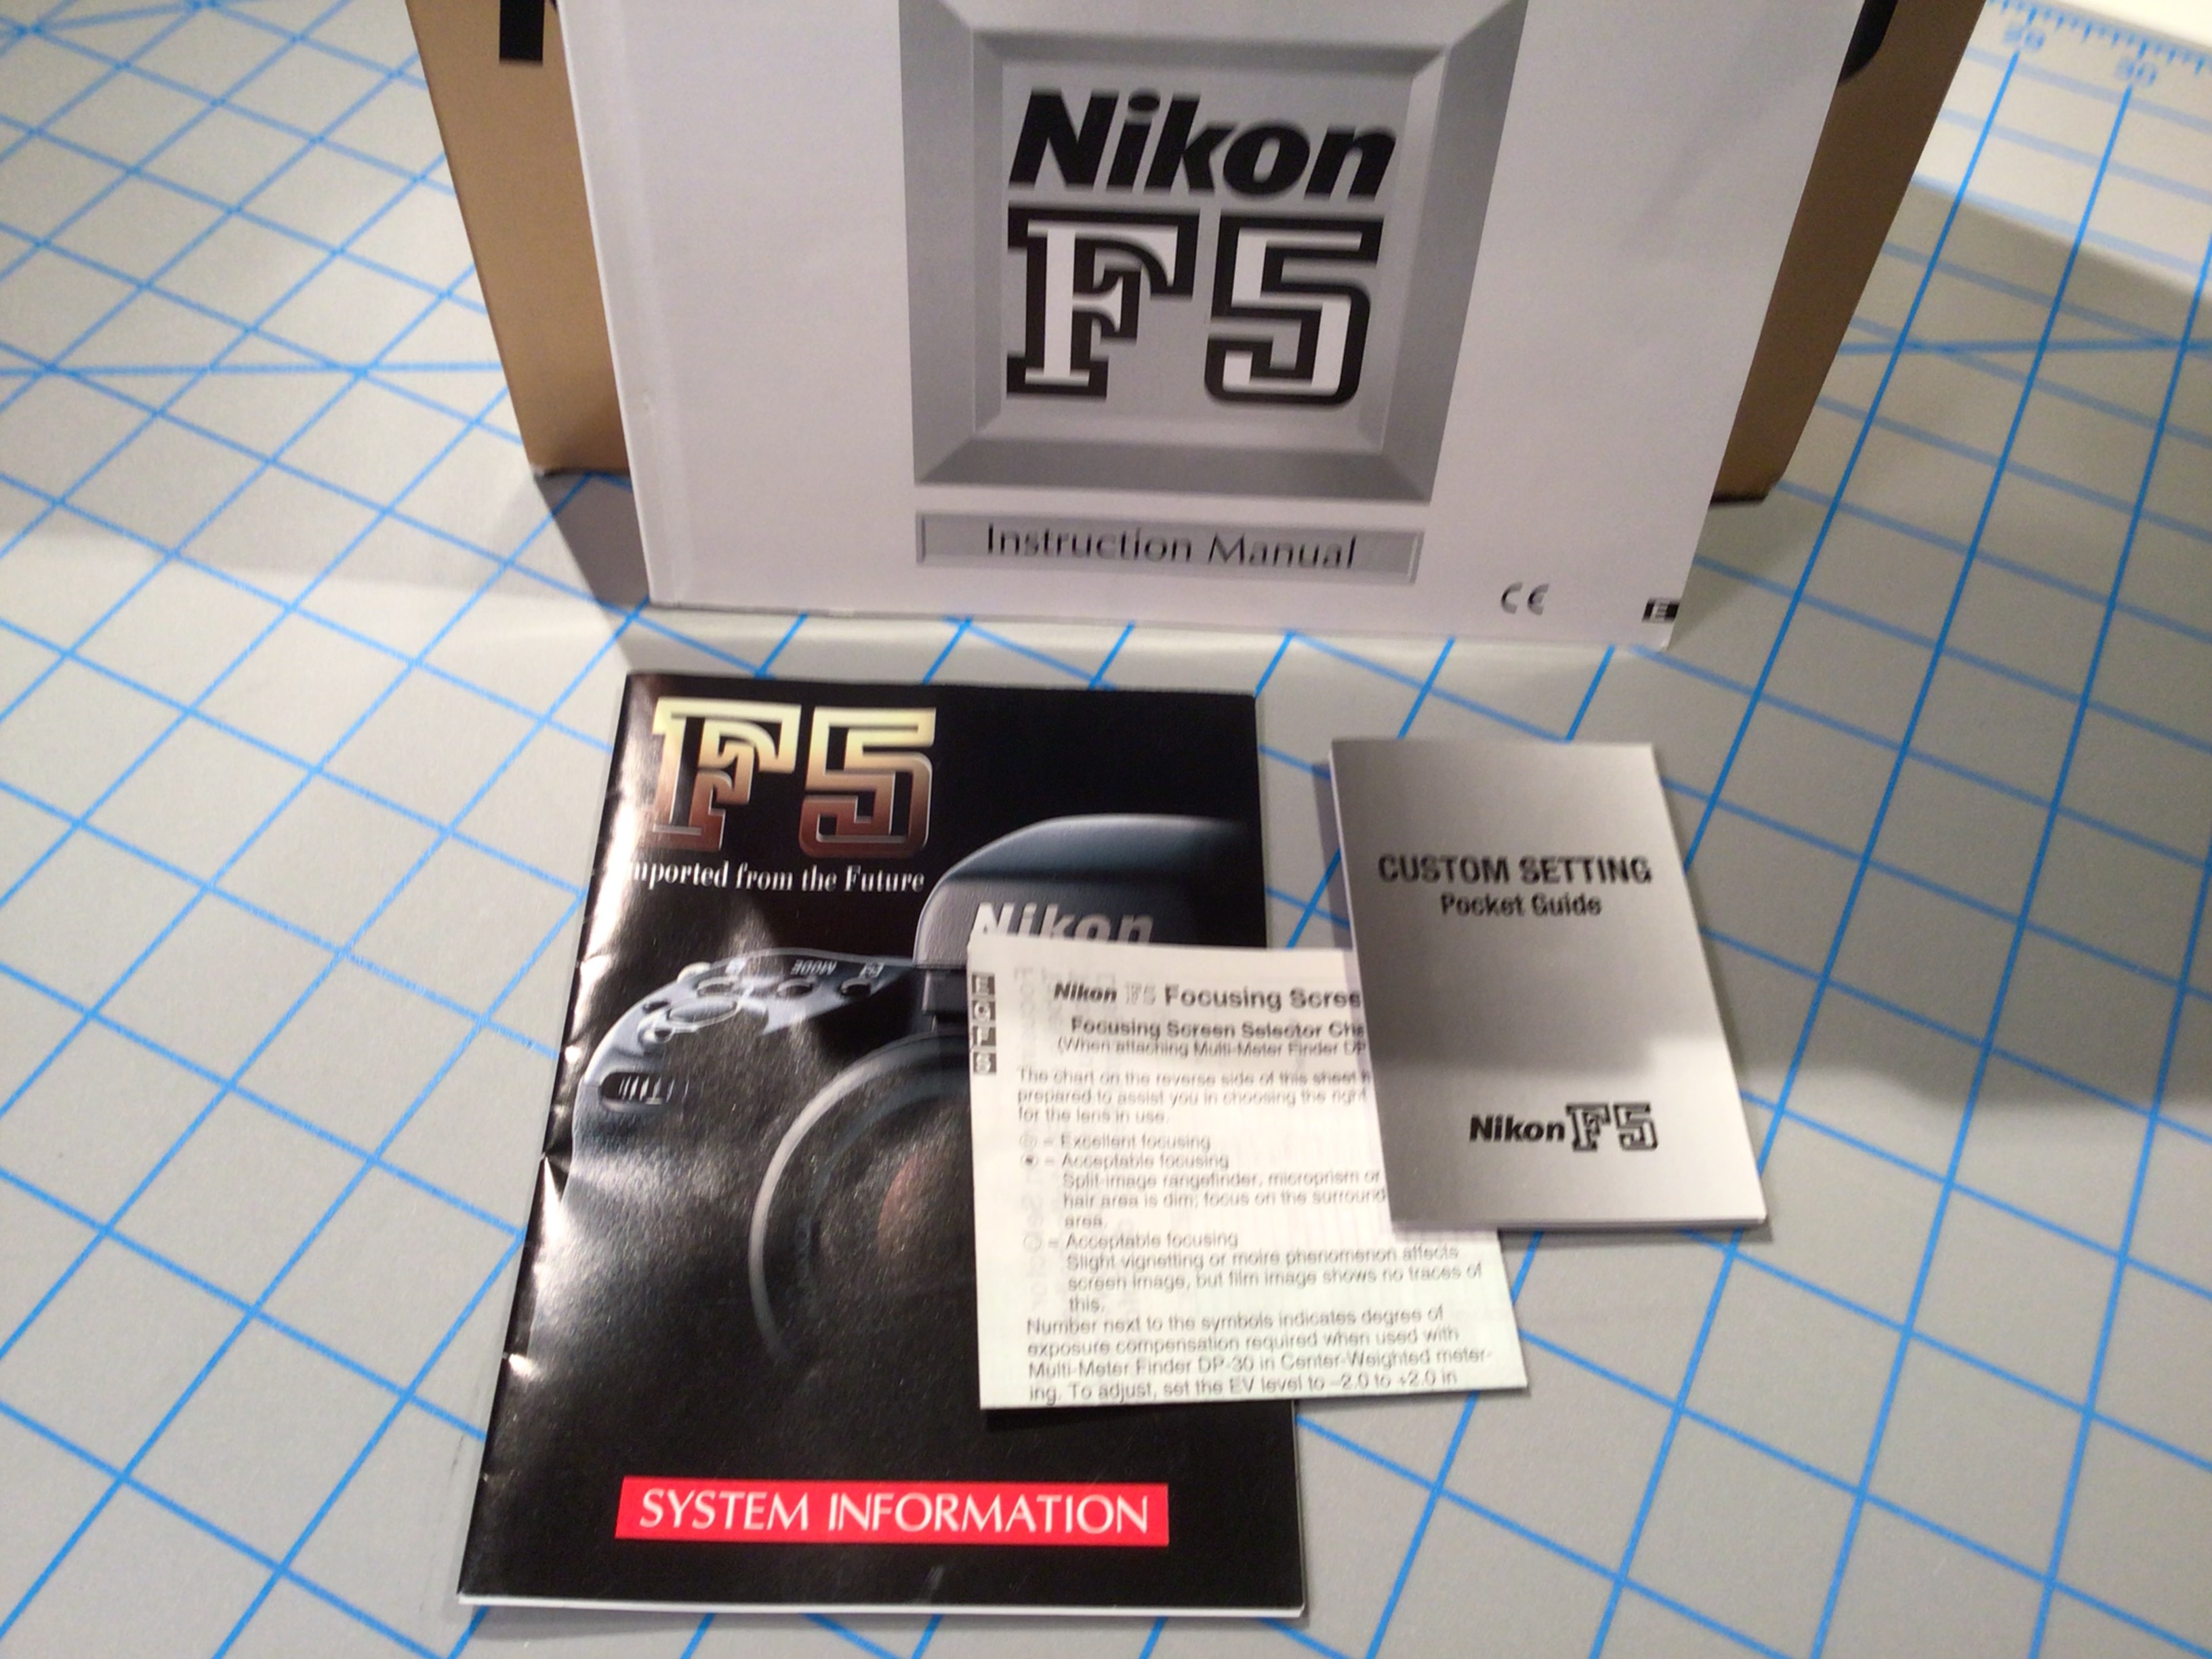 28 30
Nikon
F5
Instruction Manual
CE
E
F5
mported from the Future
Nikon
MODE
SYSTEM INFORMATION
Nikon F5 Focusing Scree
Focusing Screen Selector Cha
(When attaching Multi-Meter Finder DP
The chart on the reverse side of this sheet
prepared to assist you in choosing the right
for the lens in use.
= Excellent focusing
= Acceptable focusing
Split-image rangefinder, microprism or
hair area is dim; focus on the surround
area.
= Acceptable focusing
Slight vignetting or moire phenomenon affects
screen image, but film image shows no traces of
this.
Number next to the symbols indicates degree of
exposure compensation required when used with
Multi-Meter Finder DP-30 in Center-Weighted meter-
ing. To adjust, set the EV level to –2.0 to +2.0 in
CUSTOM SETTING
Pocket Guide
Nikon F5